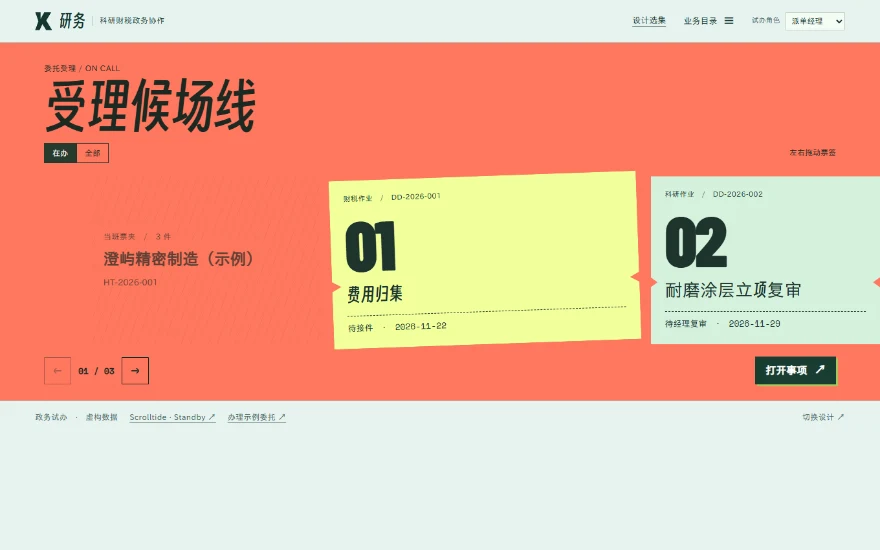 研务 科研财税政务协作 设计选集 业务目录 试办角色 派单经理
委托受理 / ON CALL
受理候场线
在办 全部 左右拖动票签
当班票夹 / 3 件
澄屿精密制造（示例）
HT-2026-001
财税作业 / DD-2026-001
01
费用归集
待接件 · 2026-11-22
科研作业 / DD-2026-002
02
耐磨涂层立项复审
待经理复审 · 2026-11-29
← 01 / 03 → 打开事项 ↗
政务试办 · 虚构数据 Scrolltide · Standby ↗ 办理示例委托 ↗ 切换设计 ↗